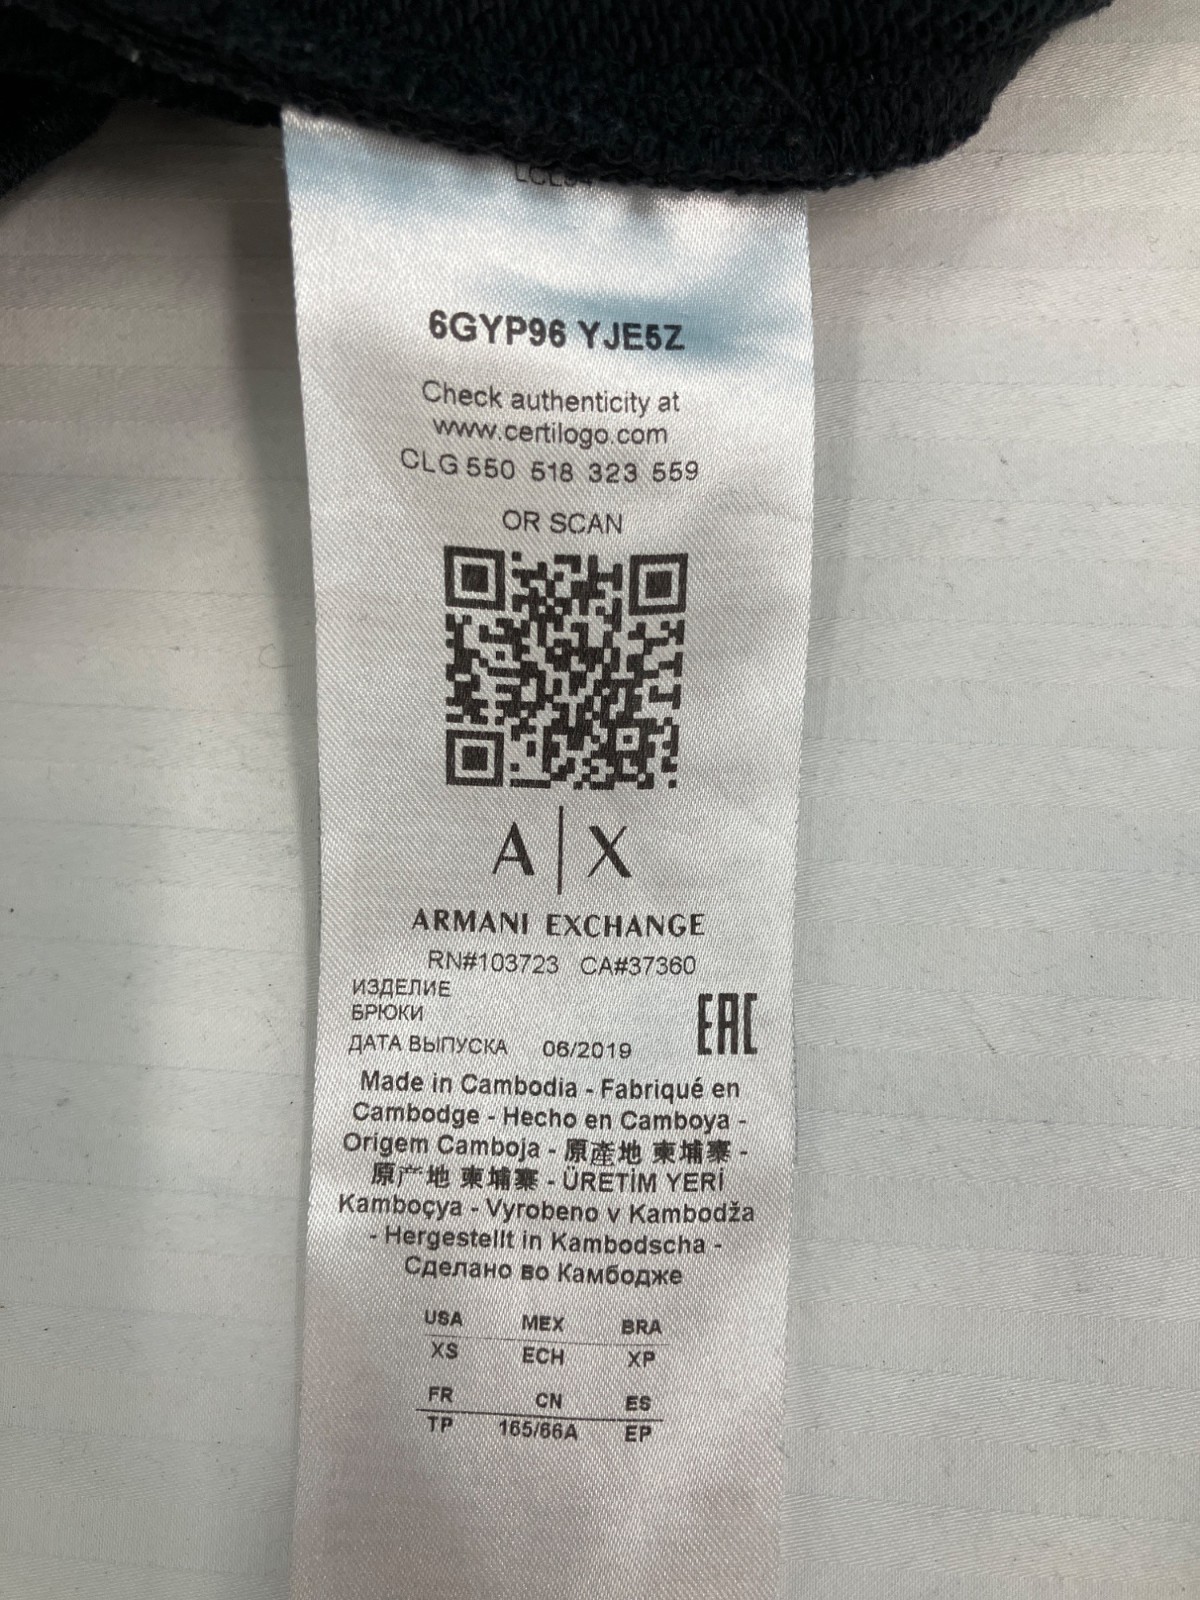 6GYP96 YJE5Z
Check authenticity at
www.certilogo.com
CLG 550 518 323 559
OR SCAN
A|X
ARMANI EXCHANGE
RN#103723 CA#37360
ИЗДЕЛИЕ
БРЮКИ
EAC
ДАТА ВЫПУСКА 06/2019
Made in Cambodia - Fabriqué en
Cambodge - Hecho en Camboya -
Origem Camboja - 原產地 柬埔寨 -
原产地 柬埔寨 - ÜRETİM YERİ
Kamboçya - Vyrobeno v Kambodža
- Hergestellt in Kambodscha -
Сделано во Камбодже
USA MEX BRA
XS ECH XP
FR CN ES
TP 165/66A EP